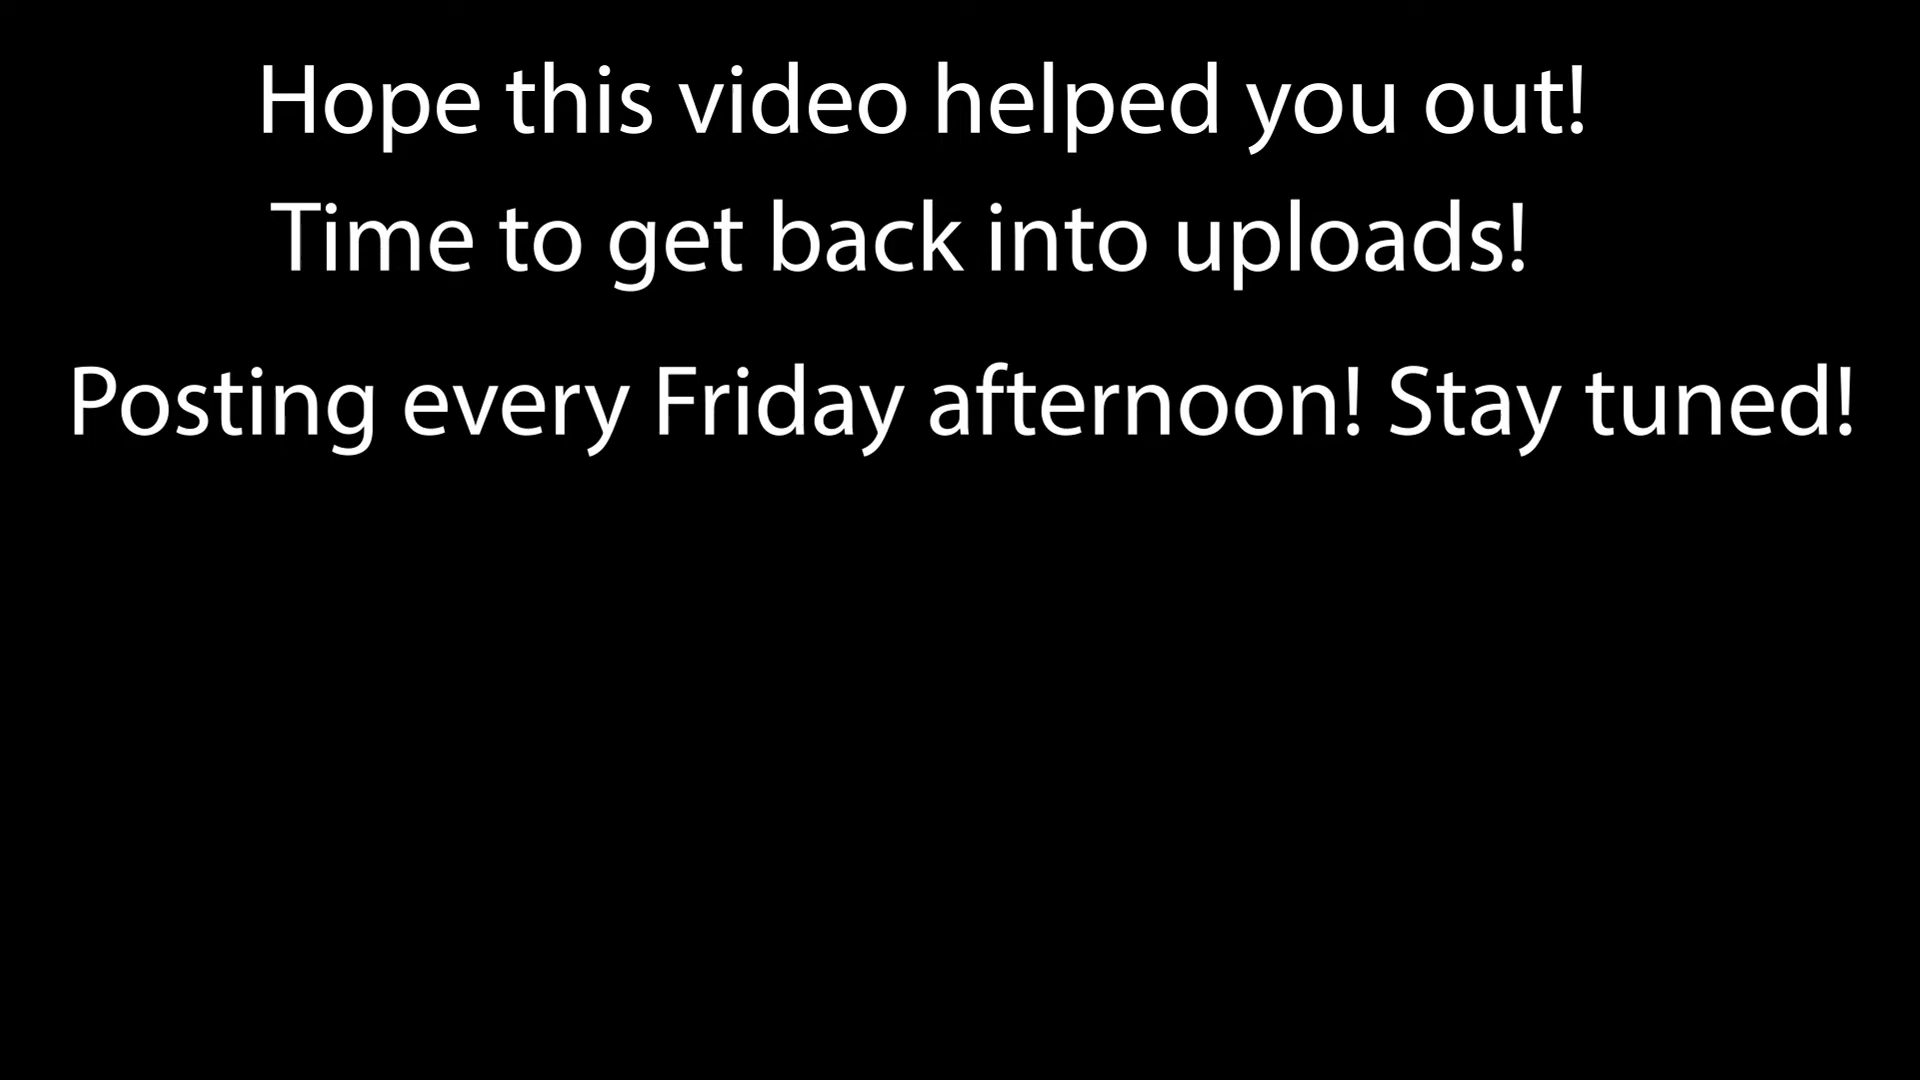 Hope this video helped you out!
Time to get back into uploads!
Posting every Friday afternoon! Stay tuned!